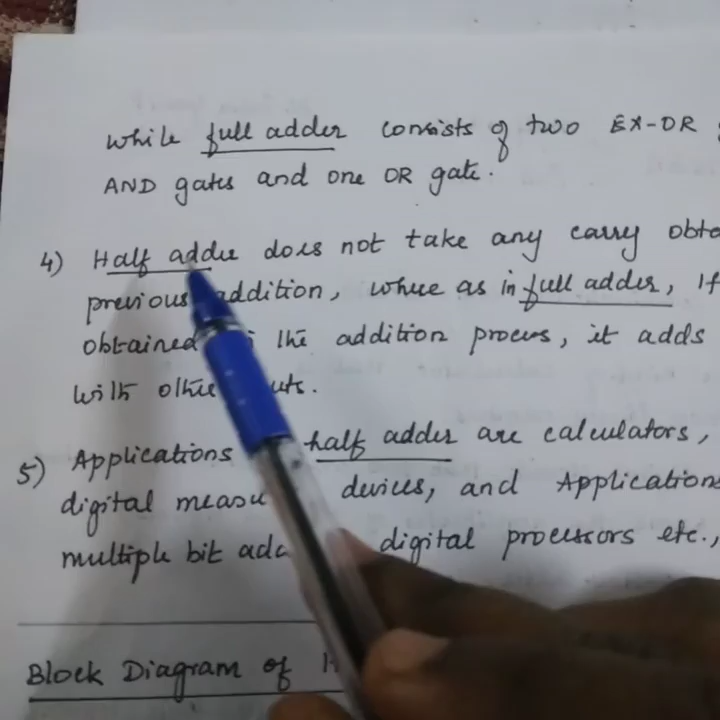 while full adder consists of two EX-OR
AND gates and one OR gate.
4) Half adder does not take any carry
previous addition, where as in full adder, If
obtained the addition process, it adds
with other
5) Applications half adder are calculators,
digital devices, and Applications
multiple bit digital processors etc.,
Block Diagram of